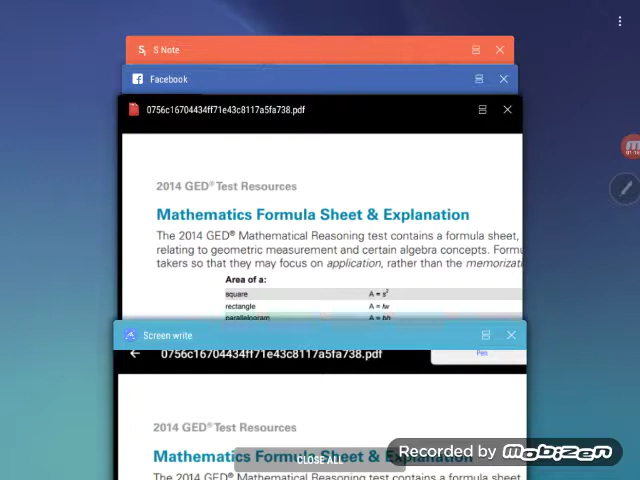 S Note
Facebook
0756c16704434ff71e43c8117a5fa738.pdf
2014 GED® Test Resources
Mathematics Formula Sheet & Explanation
The 2014 GED® Mathematical Reasoning test contains a formula sheet,
relating to geometric measurement and certain algebra concepts. Formu
takers so that they may focus on application, rather than the memoriza
Area of a:
square A = s²
rectangle A = lw
parallelogram A = bh
Screen write
0756c16704434ff71e43c8117a5fa738.pdf
Pen
2014 GED® Test Resources
Mathematics Formula Sheet & Explanation
CLOSE ALL
Recorded by mobizen
The 2014 GED® Mathematical Reasoning test contains a formula sheet,